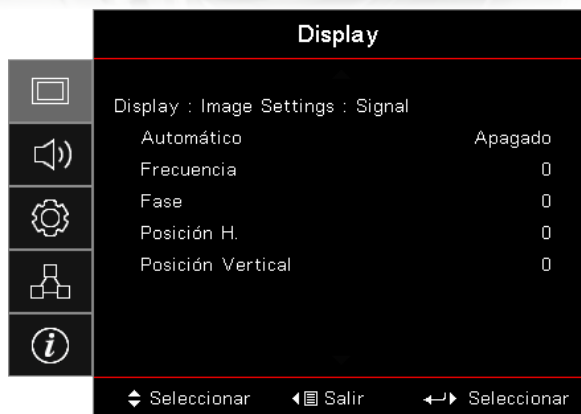 Display
Display : Image Settings : Signal
Automático Apagado
Frecuencia 0
Fase 0
Posición H. 0
Posición Vertical 0
Seleccionar Salir Seleccionar